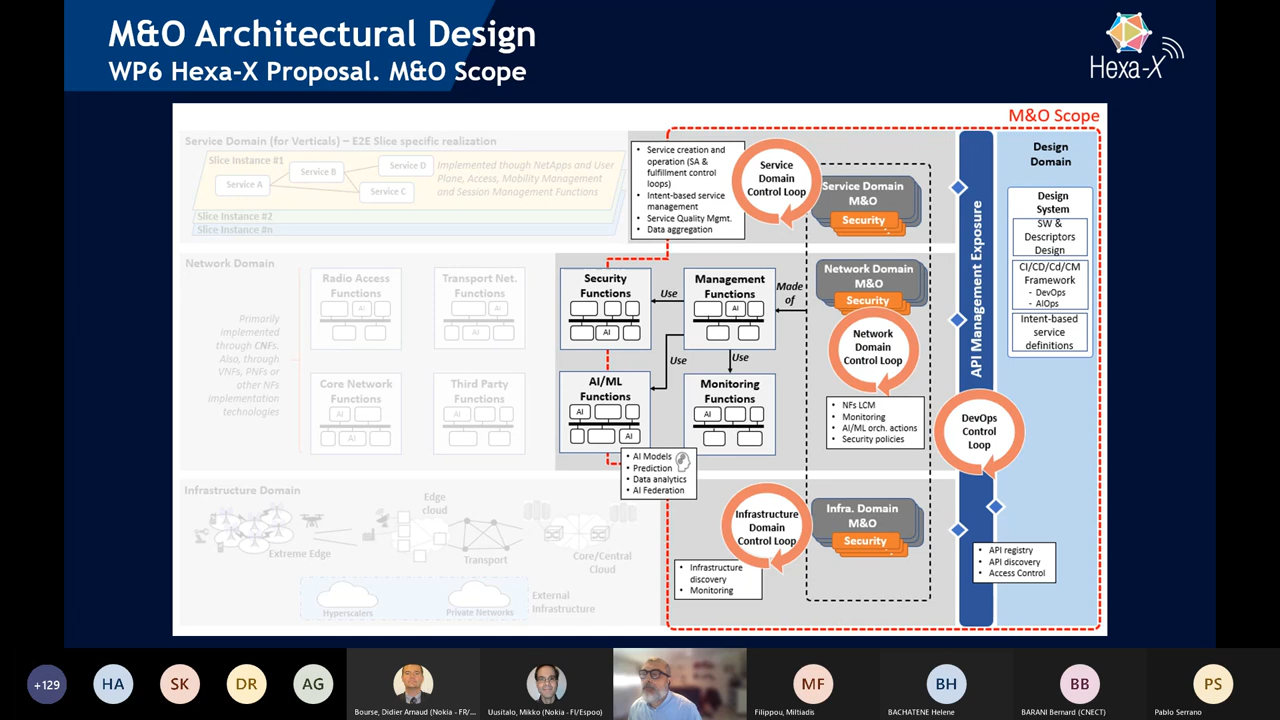 M&O Architectural Design
WP6 Hexa-X Proposal. M&O Scope
Hexa-X
M&O Scope
Service Domain (for Verticals) – E2E Slice specific realization
Slice Instance #1
Service A
Service B
Service D
Service C
Implemented though NetApps and User
Plane, Access, Mobility Management
and Session Management Functions
Slice Instance #2
Slice Instance #n
• Service creation and
operation (SA &
fulfillment control
loops)
• Intent-based service
management
• Service Quality Mgmt.
• Data aggregation
Service
Domain
Control Loop
Service Domain
M&O
Security
Network Domain
Primarily
implemented
through CNFs.
Also, through
VNFs, PNFs or
other NFs
implementation
technologies
Radio Access
Functions
AI
Transport Net.
Functions
AI
Core Network
Functions
AI
AI
Third Party
Functions
AI
Security
Functions
AI
AI
Use
Management
Functions
AI
Made
of
Use
Use
AI/ML
Functions
AI
AI
Monitoring
Functions
AI
• AI Models
• Prediction
• Data analytics
• AI Federation
Network Domain
M&O
Security
Network
Domain
Control Loop
• NFs LCM
• Monitoring
• AI/ML orch. actions
• Security policies
Infrastructure Domain
Extreme Edge
Edge
cloud
Transport
Core/Central
Cloud
Hyperscalers
Private Networks
External
Infrastructure
Infrastructure
Domain
Control Loop
• Infrastructure
discovery
• Monitoring
Infra. Domain
M&O
Security
API Management Exposure
DevOps
Control
Loop
• API registry
• API discovery
• Access Control
Design
Domain
Design
System
SW &
Descriptors
Design
CI/CD/Cd/CM
Framework
- DevOps
- AIOps
Intent-based
service
definitions
+129
HA
SK
DR
AG
Bourse, Didier Arnaud (Nokia - FR/...
Uusitalo, Mikko (Nokia - FI/Espoo)
MF
Filippou, Miltiadis
BH
BACHATENE Helene
BB
BARANI Bernard (CNECT)
PS
Pablo Serrano